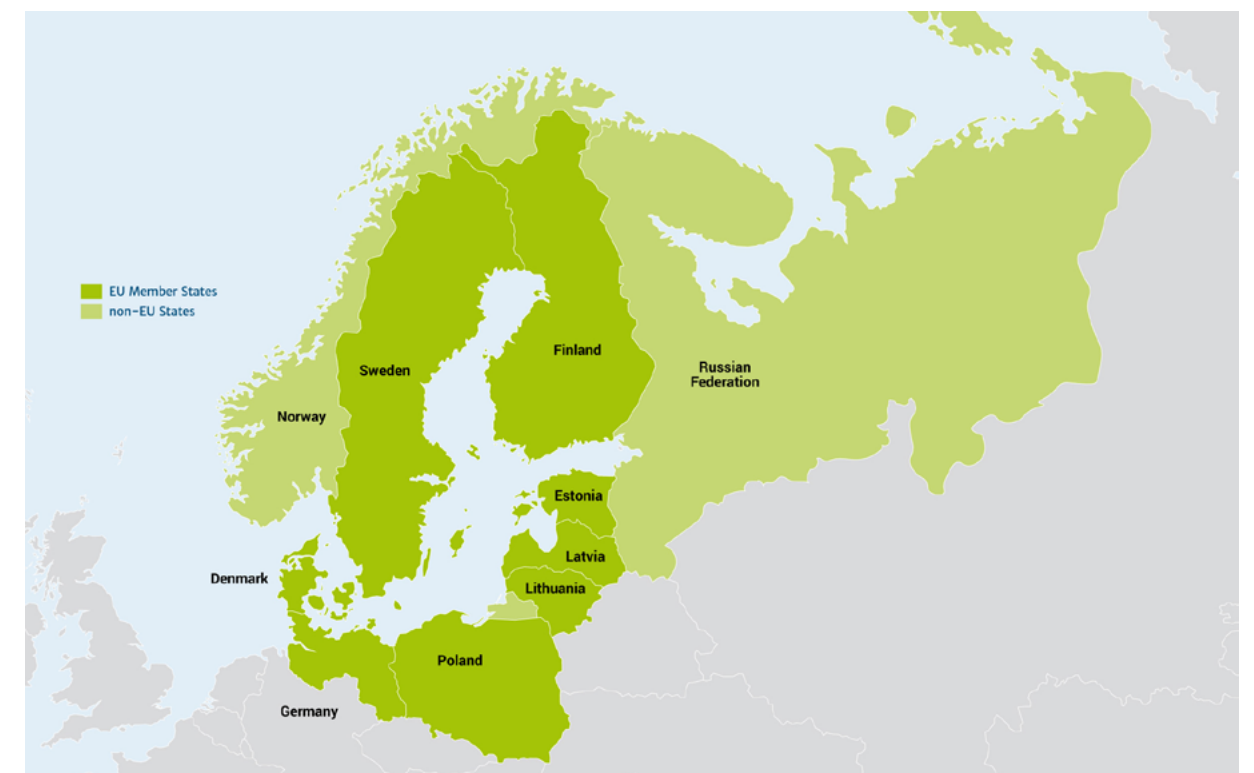 EU Member States
non-EU States
Finland
Sweden
Russian
Federation
Norway
Estonia
Latvia
Denmark
Lithuania
Poland
Germany